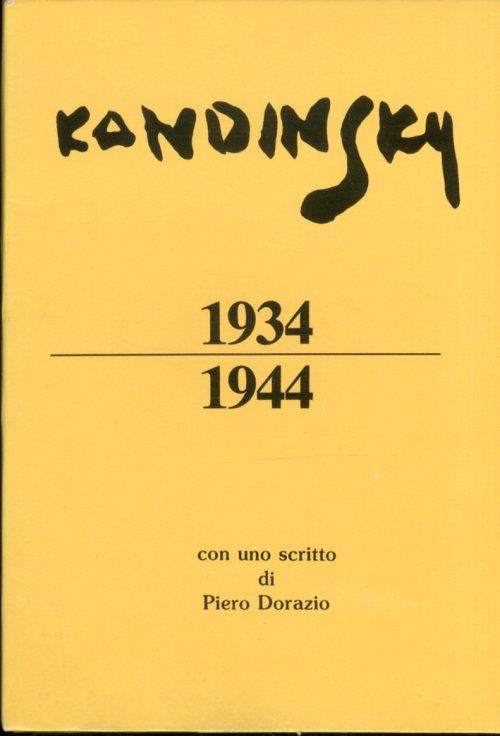 KANDINSKY
1934
1944
con uno scritto
di
Piero Dorazio